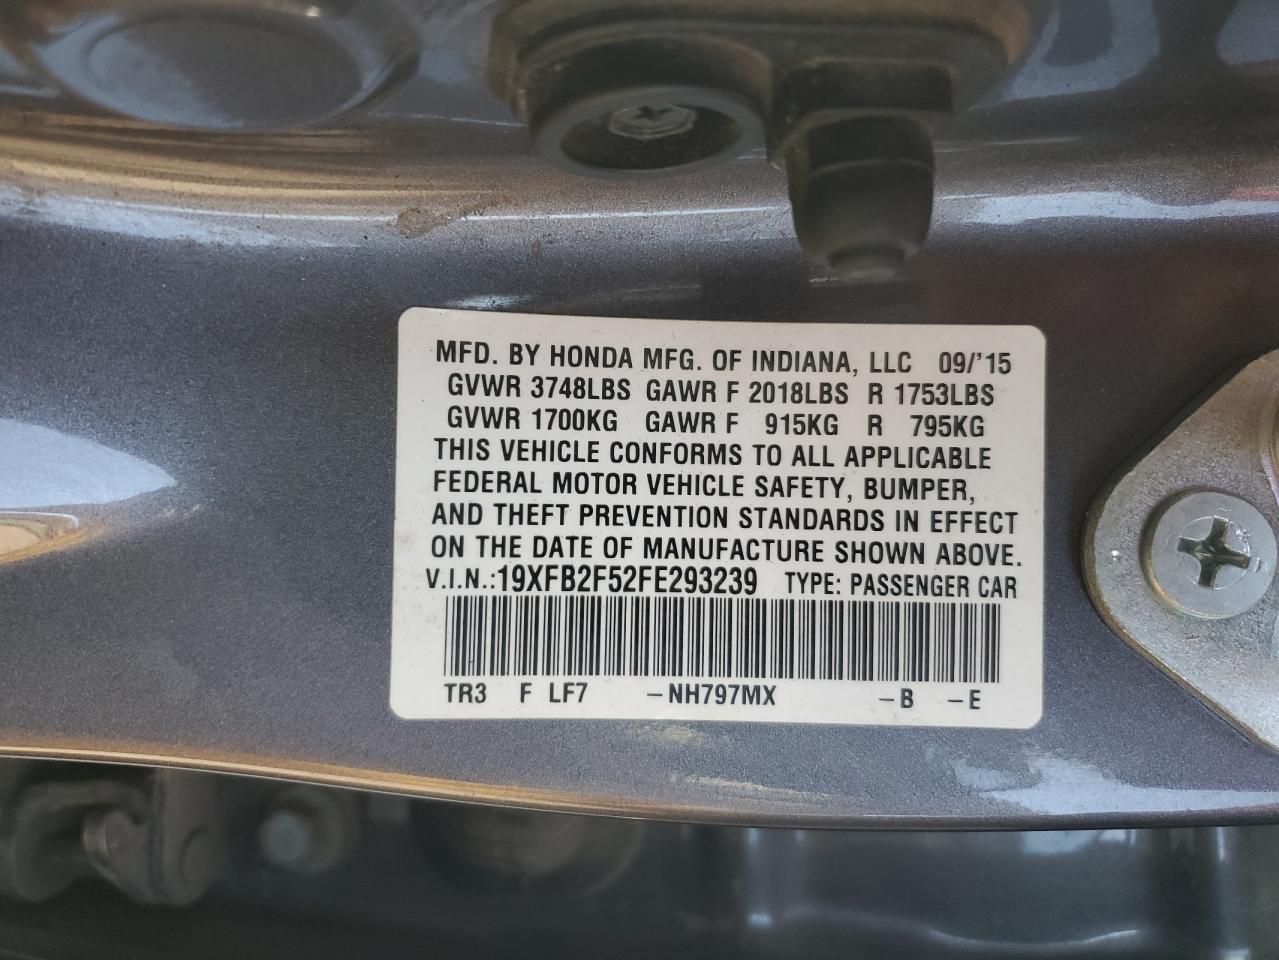 MFD. BY HONDA MFG. OF INDIANA, LLC 09/'15
GVWR 3748LBS GAWR F 2018LBS R 1753LBS
GVWR 1700KG GAWR F 915KG R 795KG
THIS VEHICLE CONFORMS TO ALL APPLICABLE
FEDERAL MOTOR VEHICLE SAFETY, BUMPER,
AND THEFT PREVENTION STANDARDS IN EFFECT
ON THE DATE OF MANUFACTURE SHOWN ABOVE.
V.I.N.:19XFB2F52FE293239 TYPE: PASSENGER CAR
TR3 F LF7 –NH797MX –B –E